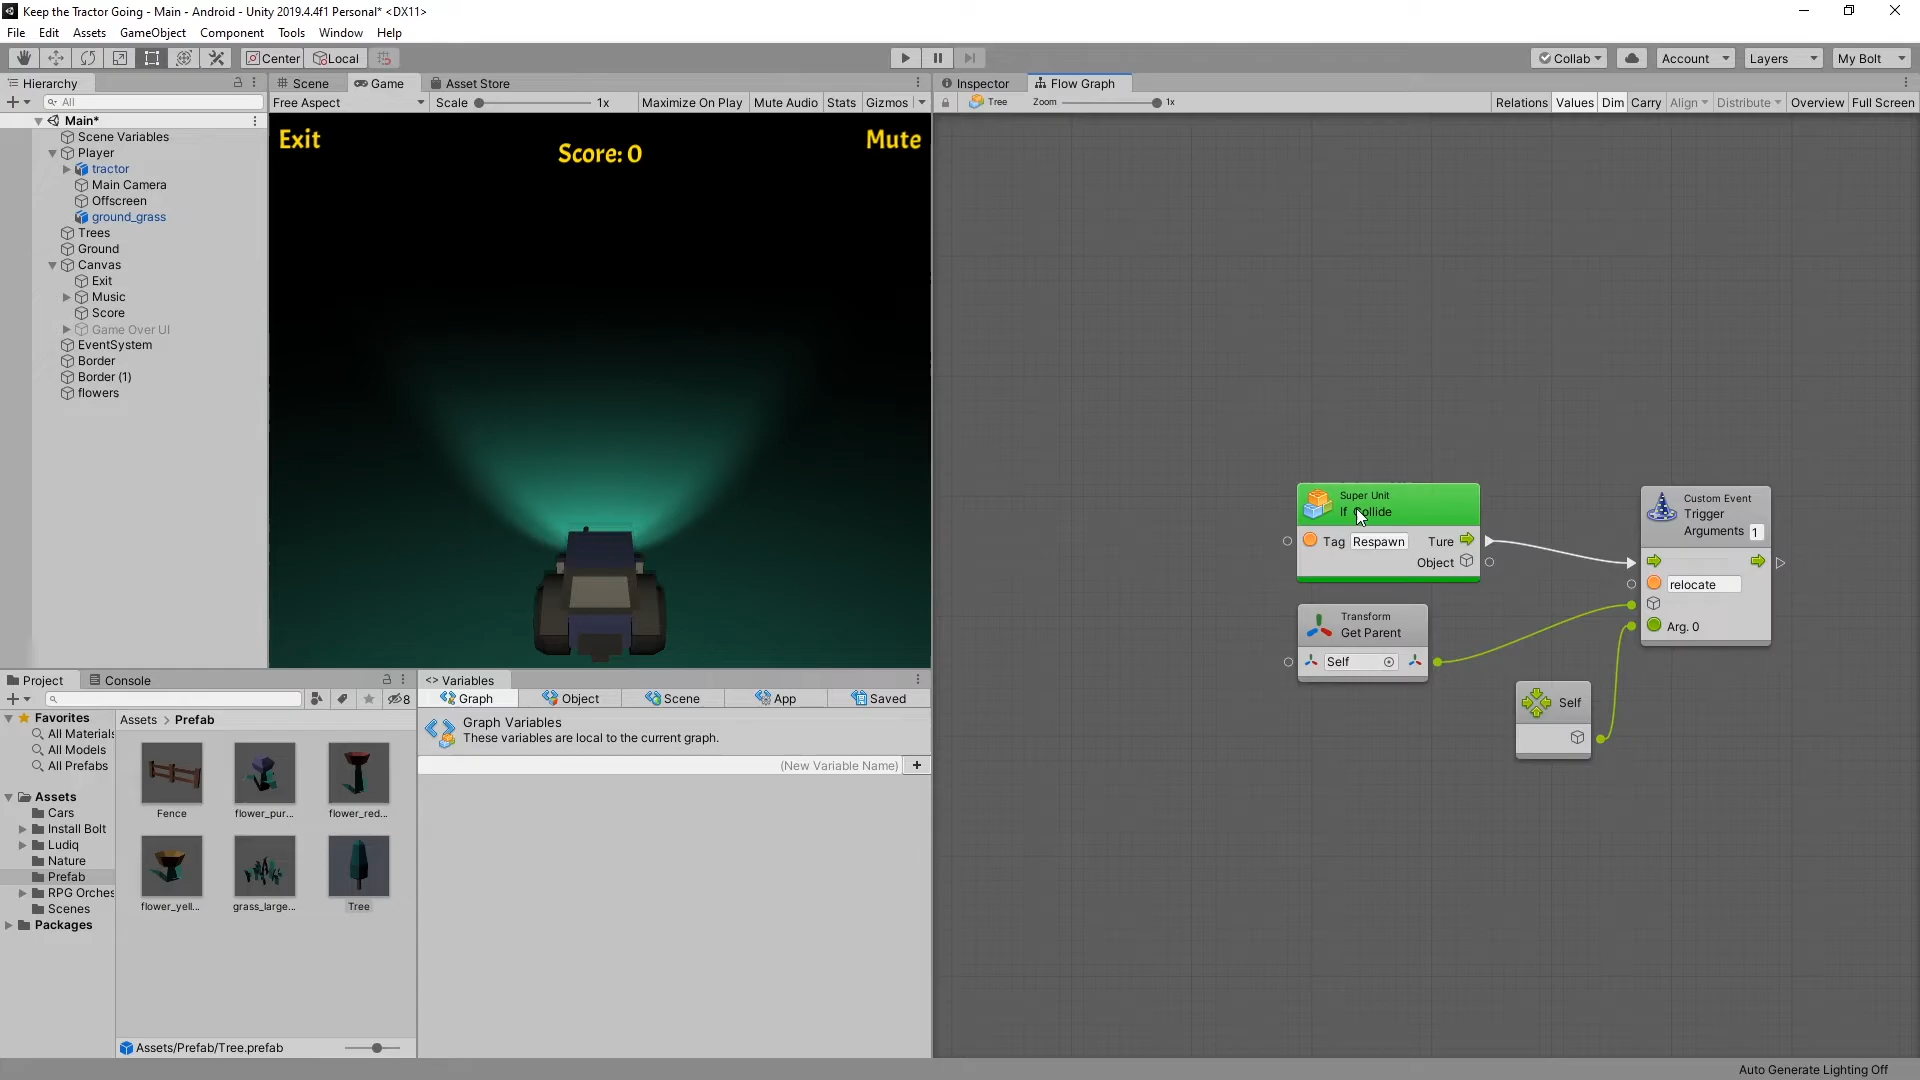 Keep the Tractor Going - Main - Android - Unity 2019.4.4f1 Personal* <DX11>
File Edit Assets GameObject Component Tools Window Help
Center Local Collab Account Layers My Bolt
Hierarchy
All
Main*
Scene Variables
Player
tractor
Main Camera
Offscreen
ground_grass
Trees
Ground
Canvas
Exit
Music
Score
Game Over UI
EventSystem
Border
Border (1)
flowers
Scene Game Asset Store
Free Aspect Scale 1x Maximize On Play Mute Audio Stats Gizmos
Exit
Score: 0
Mute
Inspector Flow Graph
Tree Zoom 1x Relations Values Dim Carry Align Distribute Overview Full Screen
Super Unit
If Collide
Tag Respawn Ture
Object
Transform
Get Parent
Self
Self
Custom Event
Trigger
Arguments 1
relocate
Arg. 0
Project Console
8
Favorites
All Materials
All Models
All Prefabs
Assets
Cars
Install Bolt
Ludiq
Nature
Prefab
RPG Orches
Scenes
Packages
Assets > Prefab
Fence flower_pur... flower_red...
flower_yell... grass_large... Tree
Assets/Prefab/Tree.prefab
<> Variables
Graph Object Scene App Saved
Graph Variables
These variables are local to the current graph.
(New Variable Name) +
Auto Generate Lighting Off